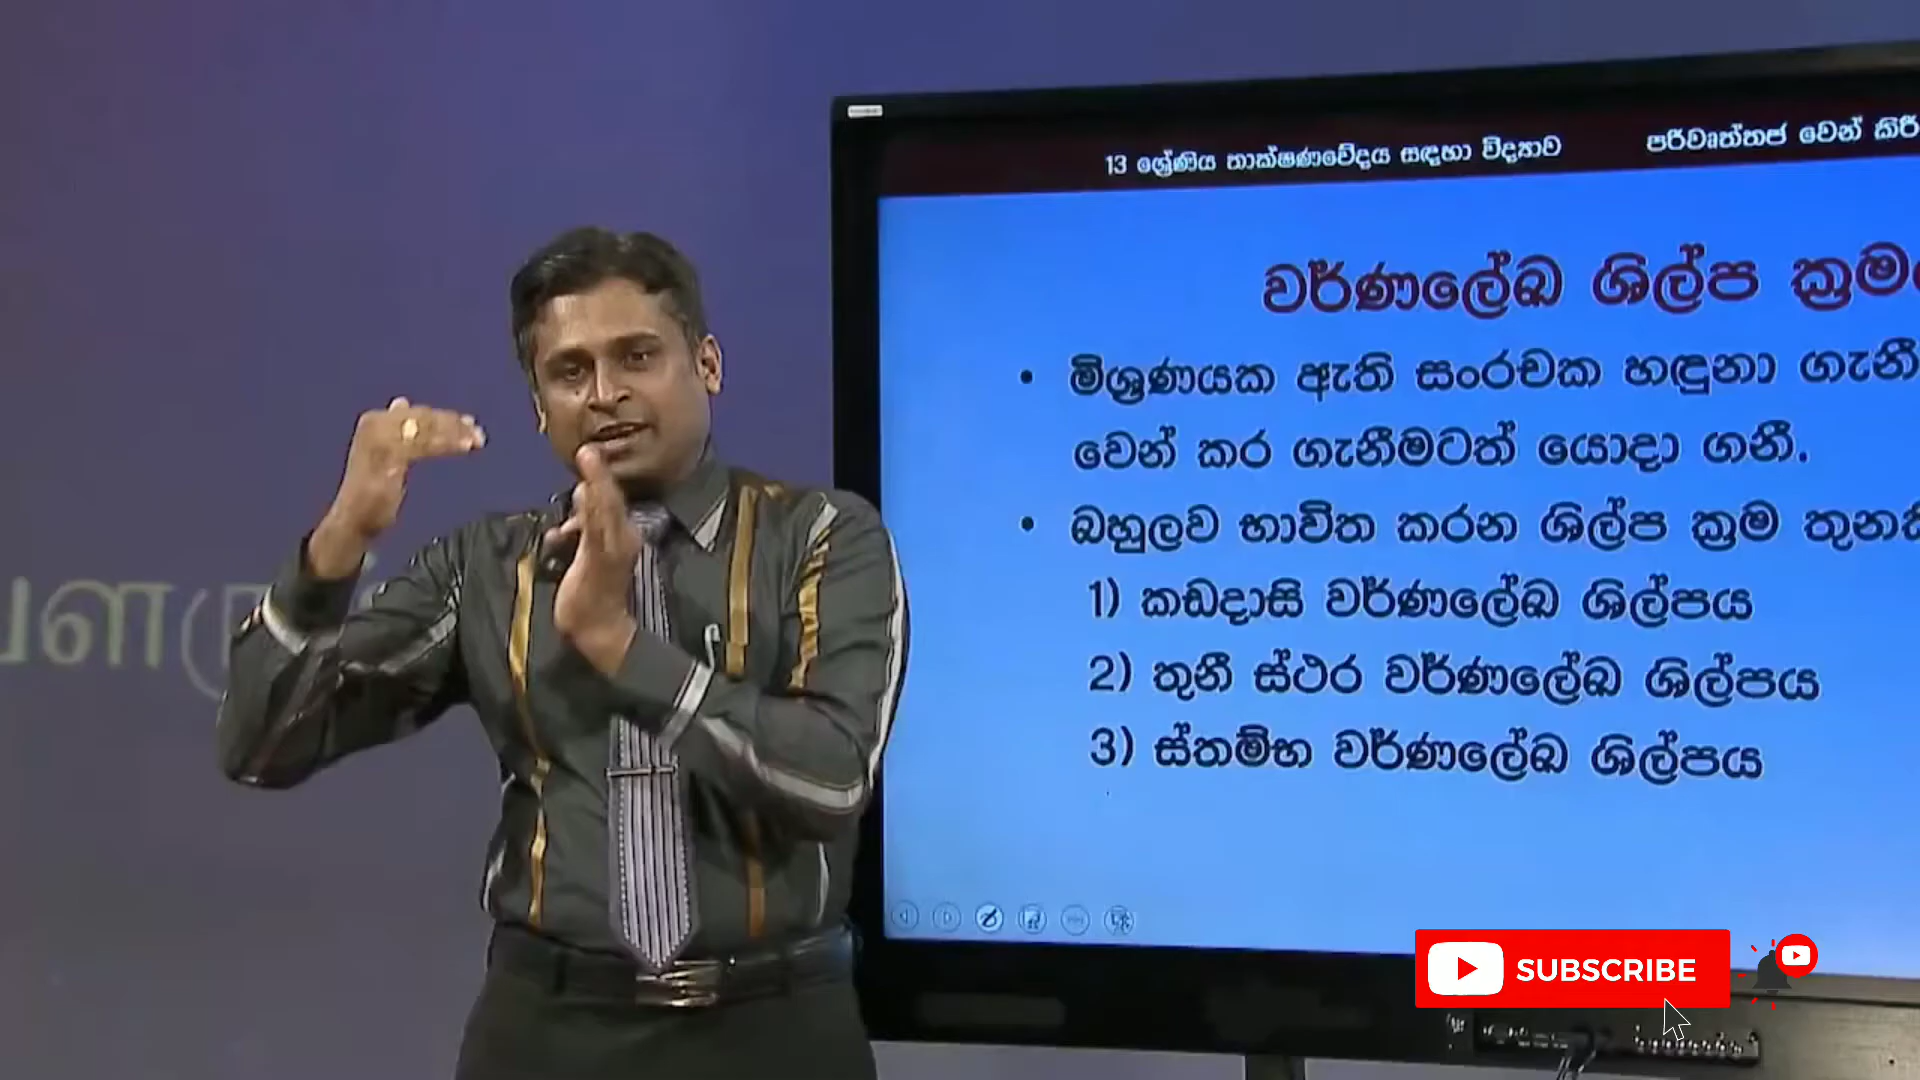 13 ශ්‍රේණිය තාක්ෂණවේදය සඳහා විද්‍යාව
පරිවෘත්තජ වෙන් කිරී
වර්ණලේඛ ශිල්ප ක්‍රම
• මිශ්‍රණයක ඇති සංරචක හඳුනා ගැනී
වෙන් කර ගැනීමටත් යොදා ගනී.
• බහුලව භාවිත කරන ශිල්ප ක්‍රම තුනක
1) කඩදාසි වර්ණලේඛ ශිල්පය
2) තුනී ස්ථර වර්ණලේඛ ශිල්පය
3) ස්තම්භ වර්ණලේඛ ශිල්පය
SUBSCRIBE